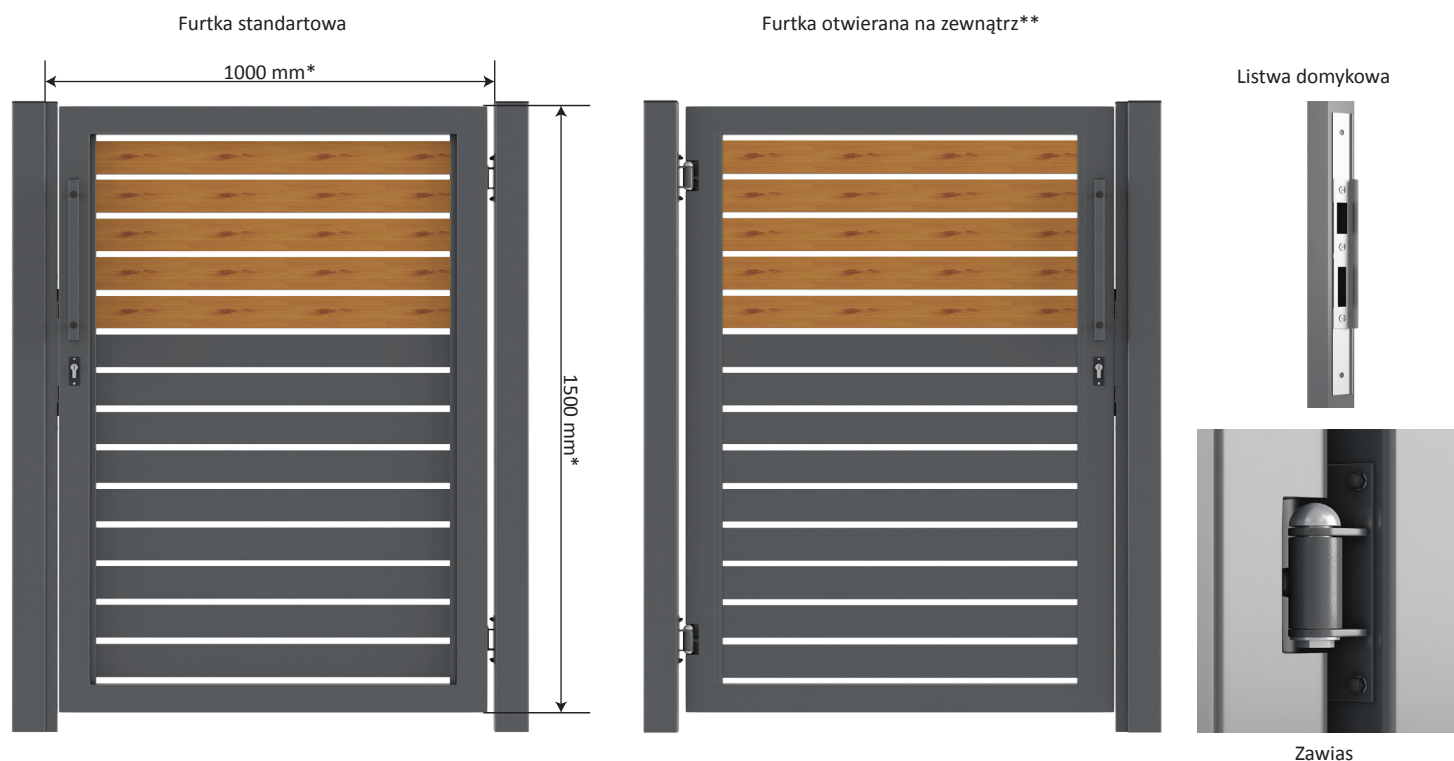 Furtka standartowa
Furtka otwierana na zewnątrz**
1000 mm*
Listwa domykowa
1500 mm*
Zawias